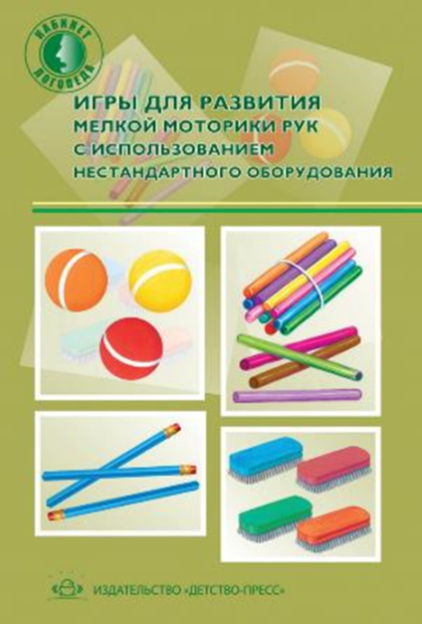 КАБИНЕТ
ЛОГОПЕДА
ИГРЫ ДЛЯ РАЗВИТИЯ
МЕЛКОЙ МОТОРИКИ РУК
С ИСПОЛЬЗОВАНИЕМ
НЕСТАНДАРТНОГО ОБОРУДОВАНИЯ
ИЗДАТЕЛЬСТВО «ДЕТСТВО-ПРЕСС»